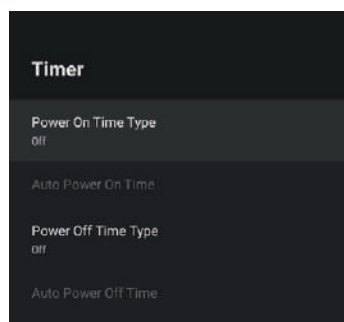 Timer
Power On Time Type
Off
Auto Power On Time
Power Off Time Type
Off
Auto Power Off Time